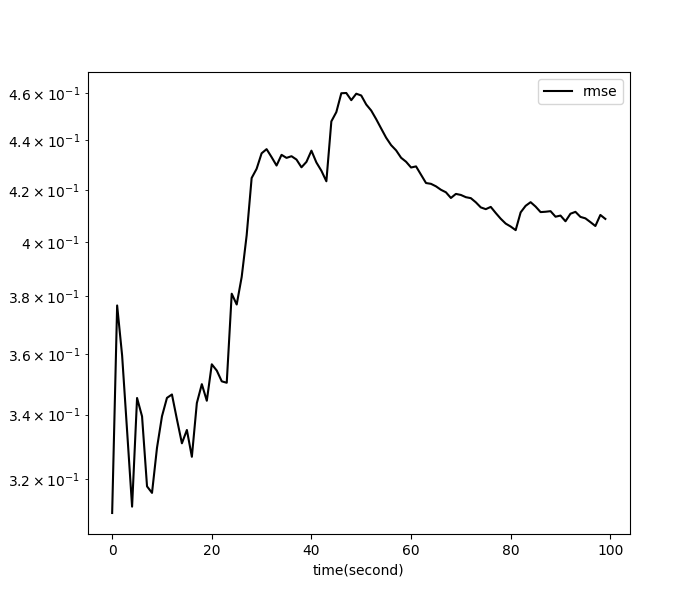 rmse
4.6 × 10⁻¹
4.4 × 10⁻¹
4.2 × 10⁻¹
4 × 10⁻¹
3.8 × 10⁻¹
3.6 × 10⁻¹
3.4 × 10⁻¹
3.2 × 10⁻¹
0 20 40 60 80 100
time(second)